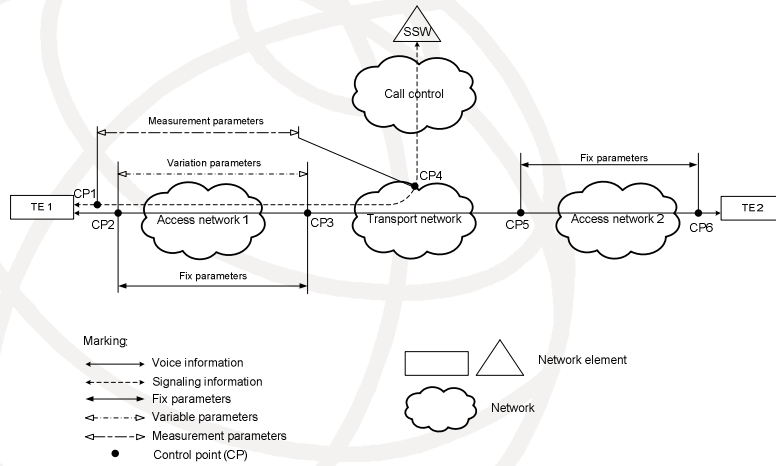 SSW
Call control
Measurement parameters
Variation parameters
Fix parameters
CP4
CP1
TE 1
Access network 1
Transport network
Access network 2
TE2
CP2
CP3
CP5
CP6
Fix parameters
Marking:
Voice information
Signaling information
Fix parameters
Variable parameters
Measurement parameters
Control point (CP)
Network element
Network